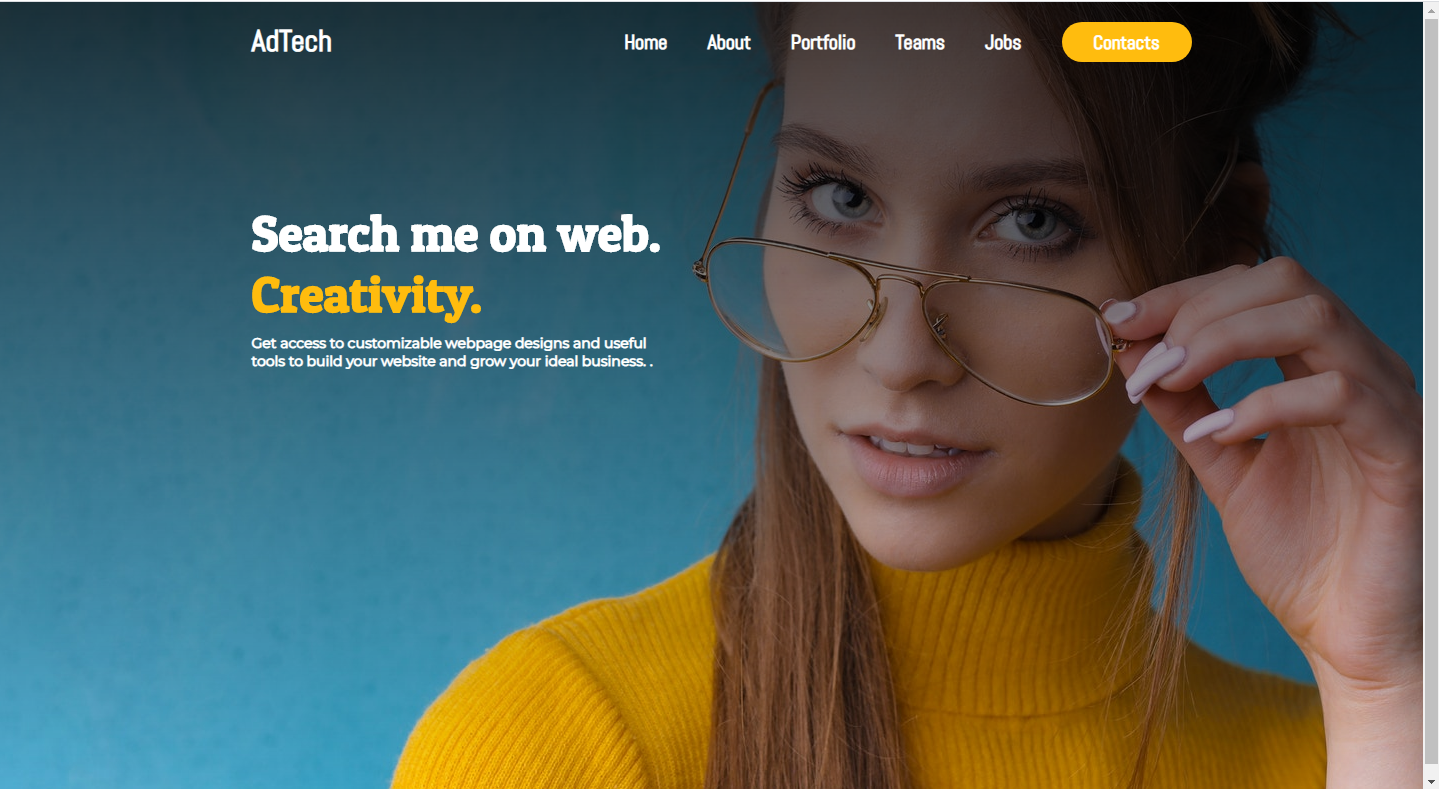 AdTech
Home About Portfolio Teams Jobs Contacts
Search me on web.
Creativity.
Get access to customizable webpage designs and useful
tools to build your website and grow your ideal business. .